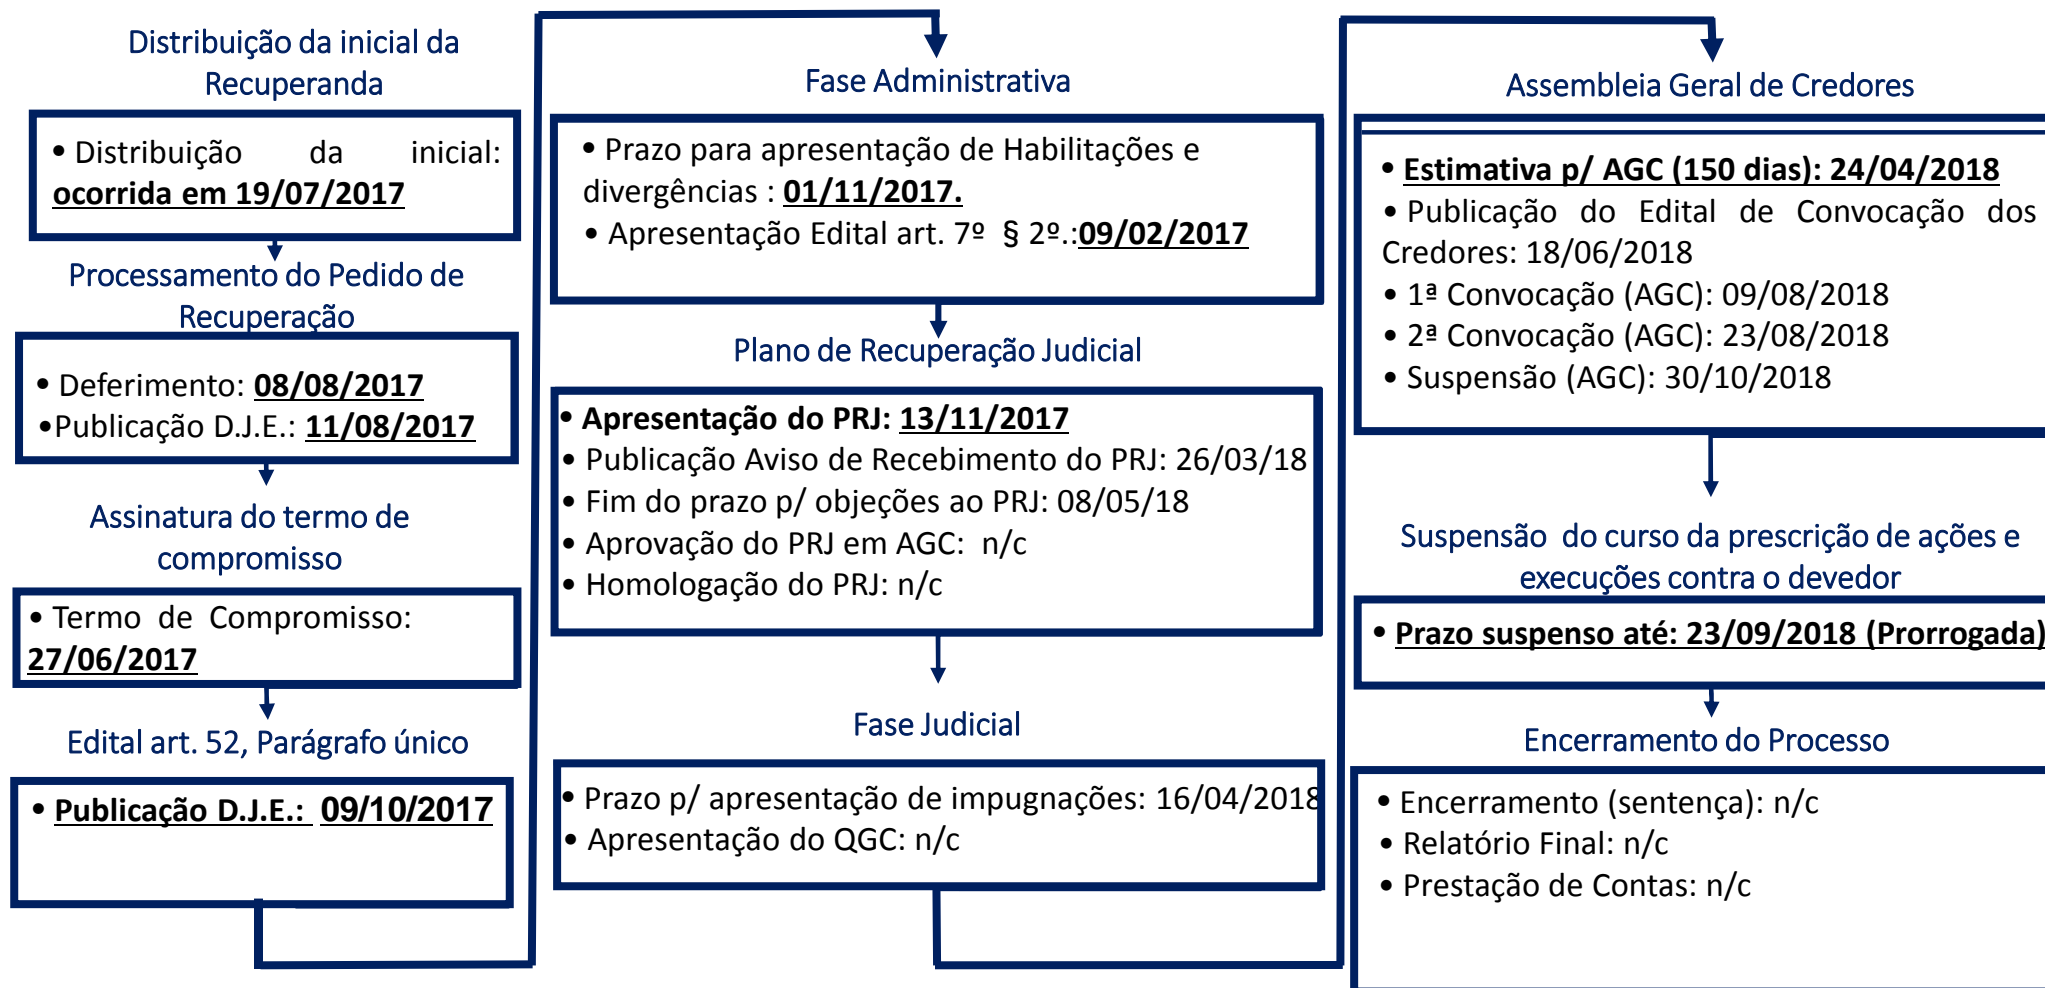 Distribuição da inicial da
Recuperanda
• Distribuição da inicial:
ocorrida em 19/07/2017
Processamento do Pedido de
Recuperação
• Deferimento: 08/08/2017
•Publicação D.J.E.: 11/08/2017
Assinatura do termo de
compromisso
• Termo de Compromisso:
27/06/2017
Edital art. 52, Parágrafo único
• Publicação D.J.E.: 09/10/2017
Fase Administrativa
• Prazo para apresentação de Habilitações e
divergências : 01/11/2017.
• Apresentação Edital art. 7º § 2º.:09/02/2017
Plano de Recuperação Judicial
• Apresentação do PRJ: 13/11/2017
• Publicação Aviso de Recebimento do PRJ: 26/03/18
• Fim do prazo p/ objeções ao PRJ: 08/05/18
• Aprovação do PRJ em AGC: n/c
• Homologação do PRJ: n/c
Fase Judicial
• Prazo p/ apresentação de impugnações: 16/04/2018
• Apresentação do QGC: n/c
Assembleia Geral de Credores
• Estimativa p/ AGC (150 dias): 24/04/2018
• Publicação do Edital de Convocação dos
Credores: 18/06/2018
• 1ª Convocação (AGC): 09/08/2018
• 2ª Convocação (AGC): 23/08/2018
• Suspensão (AGC): 30/10/2018
Suspensão do curso da prescrição de ações e
execuções contra o devedor
• Prazo suspenso até: 23/09/2018 (Prorrogada)
Encerramento do Processo
• Encerramento (sentença): n/c
• Relatório Final: n/c
• Prestação de Contas: n/c